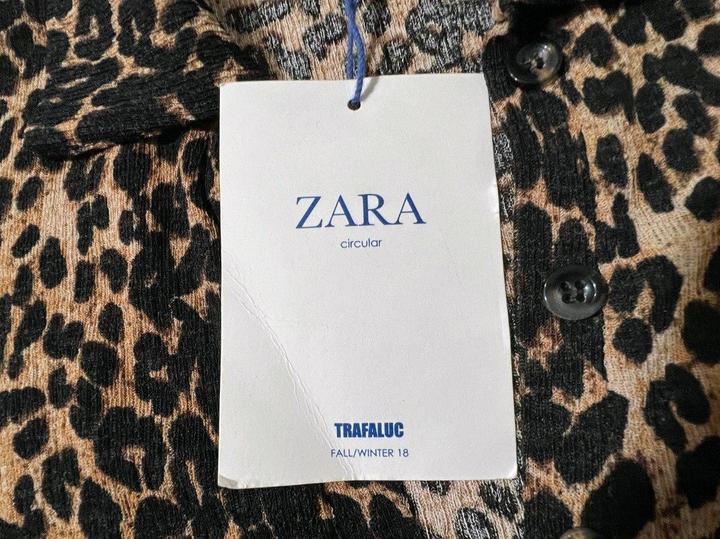 ZARA
circular
TRAFALUC
FALL/WINTER 18